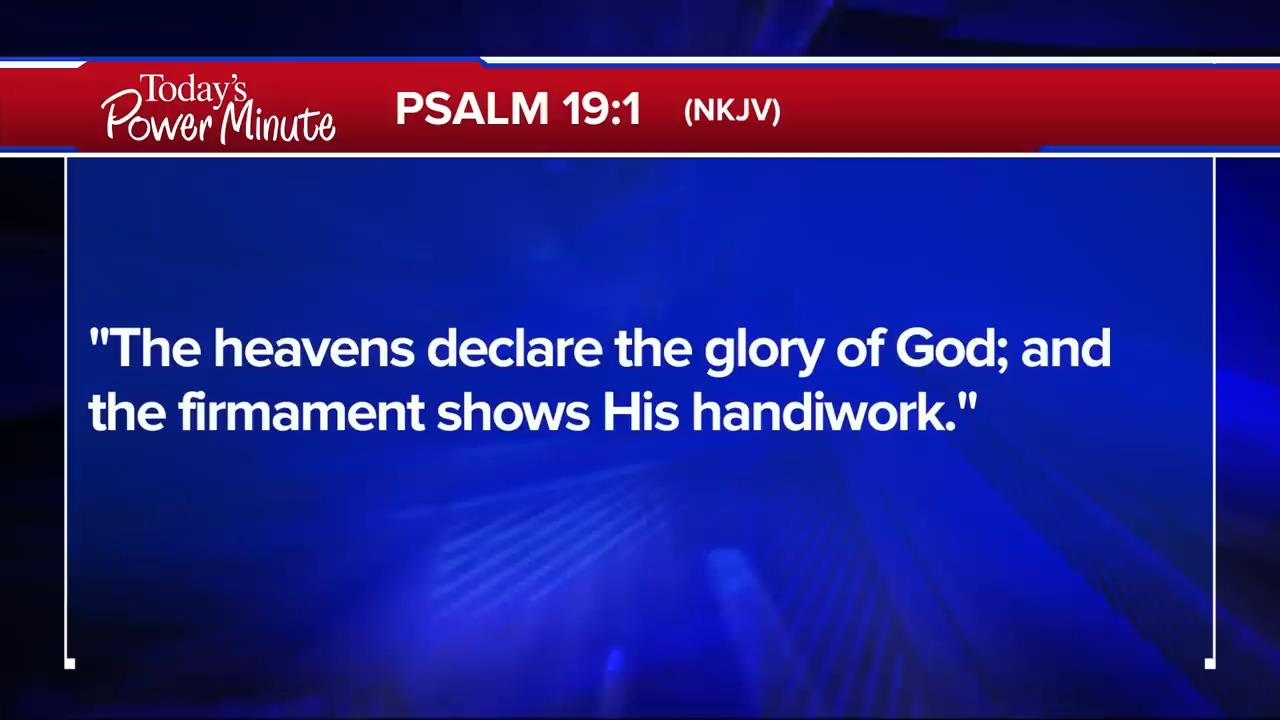 Today's
Power Minute
PSALM 19:1 (NKJV)
"The heavens declare the glory of God; and
the firmament shows His handiwork."